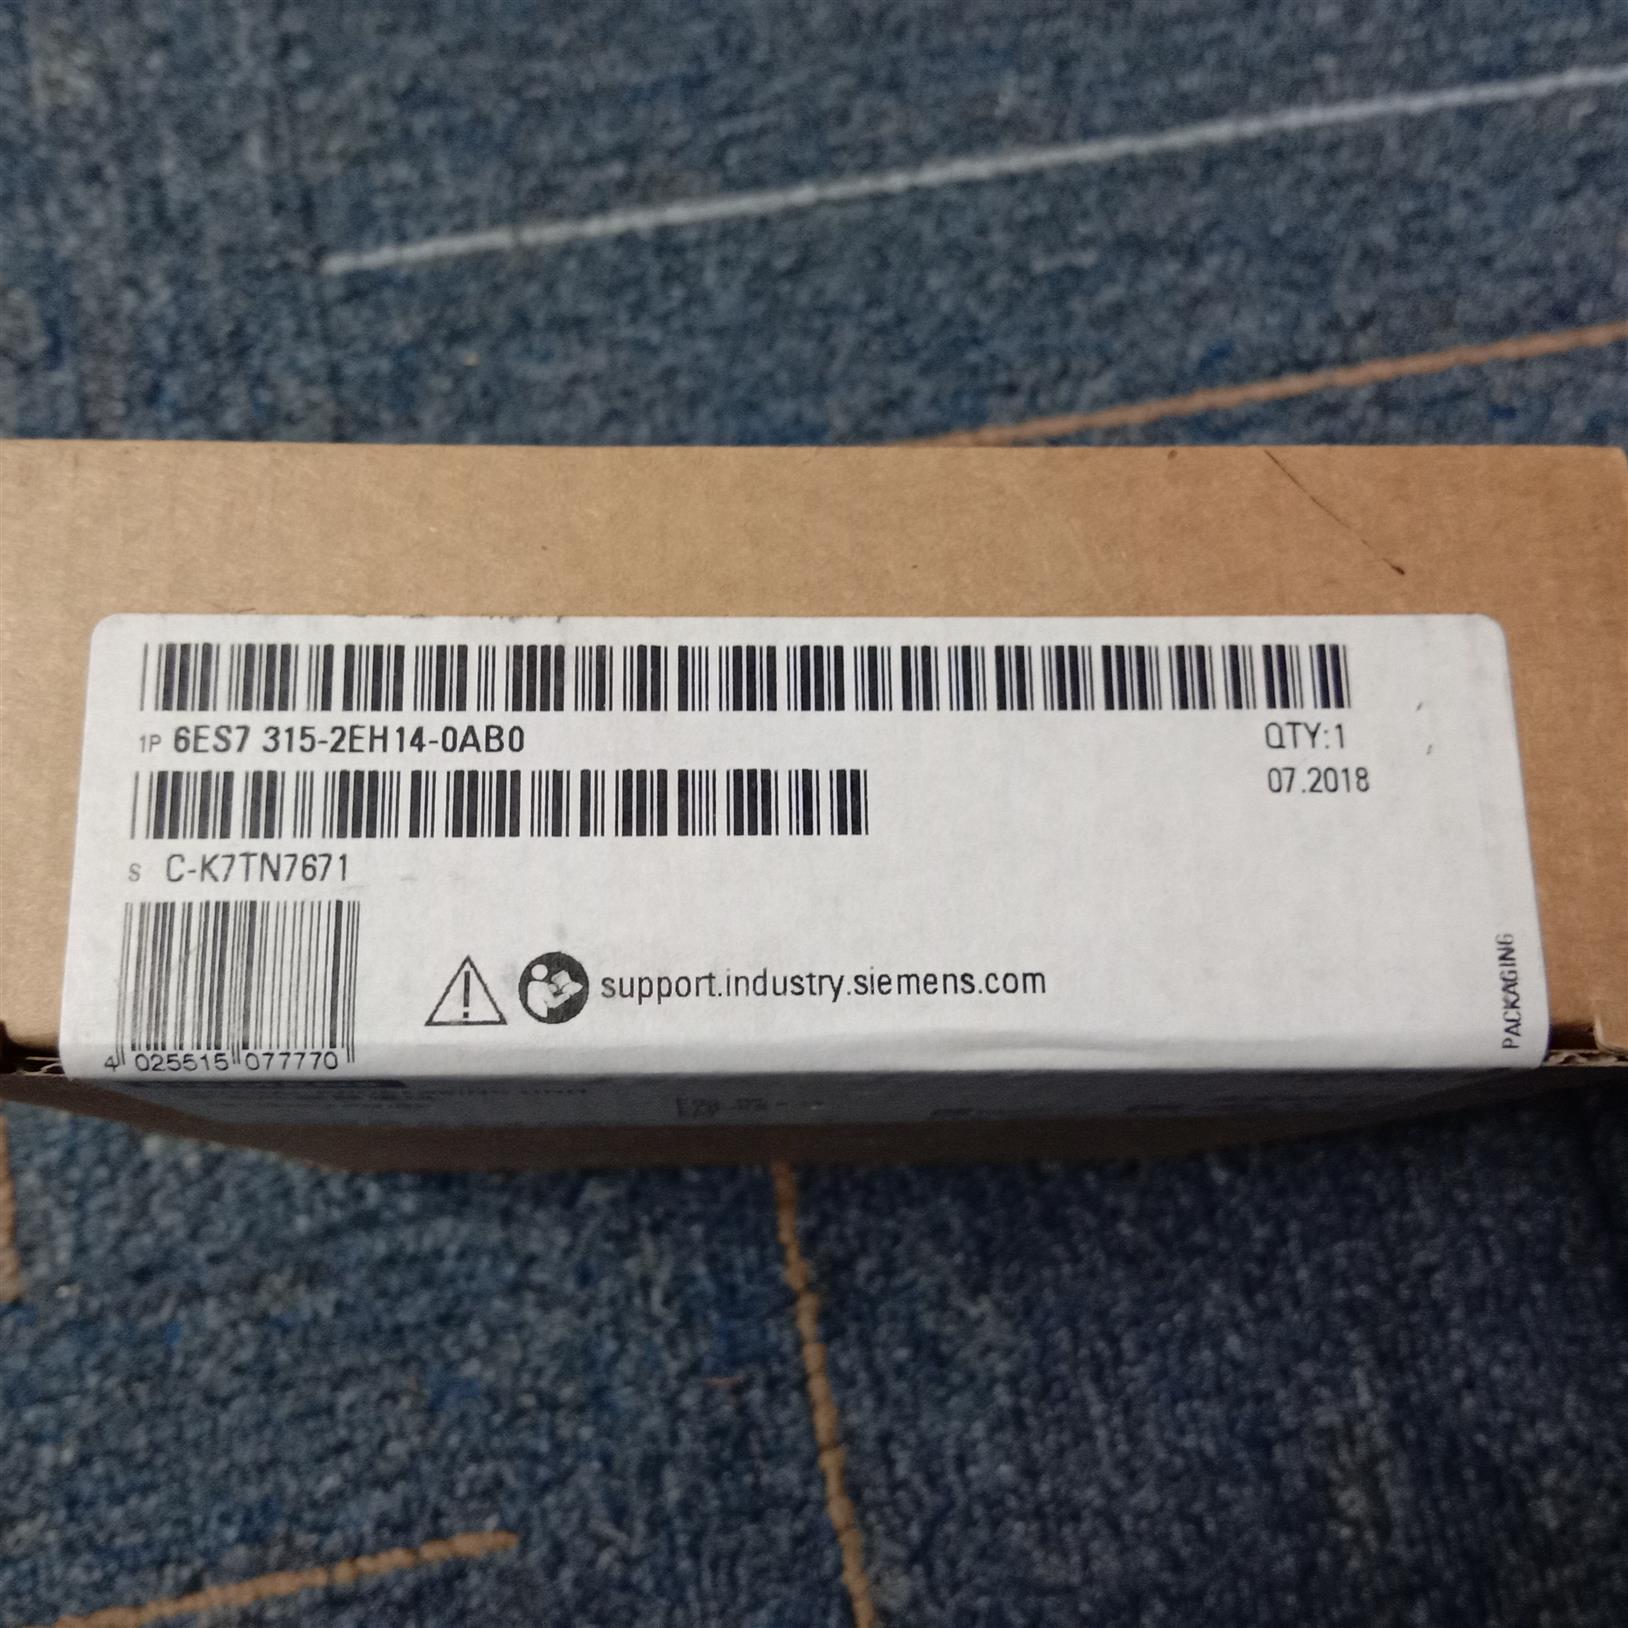 1P 6ES7 315-2EH14-0AB0
QTY:1
07.2018
S C-K7TN7671
support.industry.siemens.com
PACKAGING
4 025515 077770